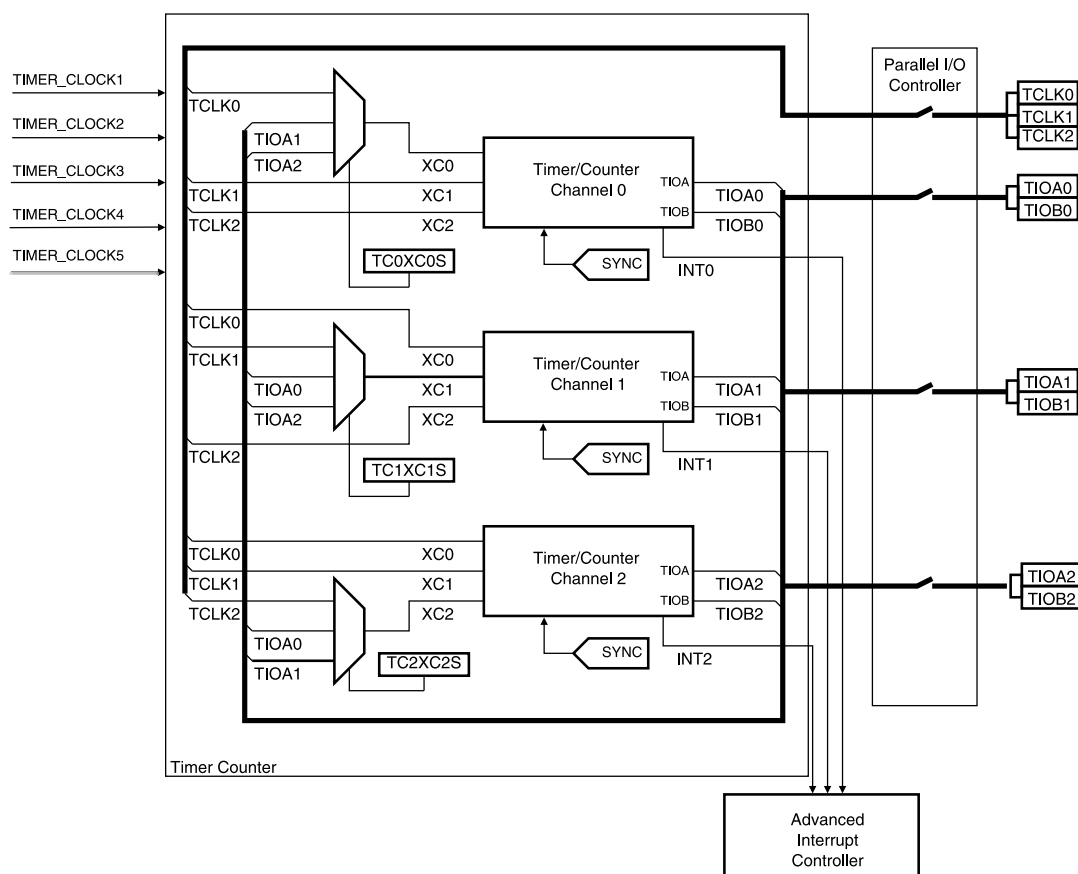 TIMER_CLOCK1
TIMER_CLOCK2
TIMER_CLOCK3
TIMER_CLOCK4
TIMER_CLOCK5
TCLK0
TIOA1
TIOA2
TCLK1
TCLK2
XC0
XC1
XC2
Timer/Counter
Channel 0
TIOA
TIOB
TIOA0
TIOB0
TC0XC0S
SYNC
INT0
TCLK0
TCLK1
TIOA0
TIOA2
TCLK2
XC0
XC1
XC2
Timer/Counter
Channel 1
TIOA
TIOB
TIOA1
TIOB1
TC1XC1S
SYNC
INT1
TCLK0
TCLK1
TCLK2
TIOA0
TIOA1
XC0
XC1
XC2
Timer/Counter
Channel 2
TIOA
TIOB
TIOA2
TIOB2
TC2XC2S
SYNC
INT2
Timer Counter
Parallel I/O
Controller
TCLK0
TCLK1
TCLK2
TIOA0
TIOB0
TIOA1
TIOB1
TIOA2
TIOB2
Advanced
Interrupt
Controller